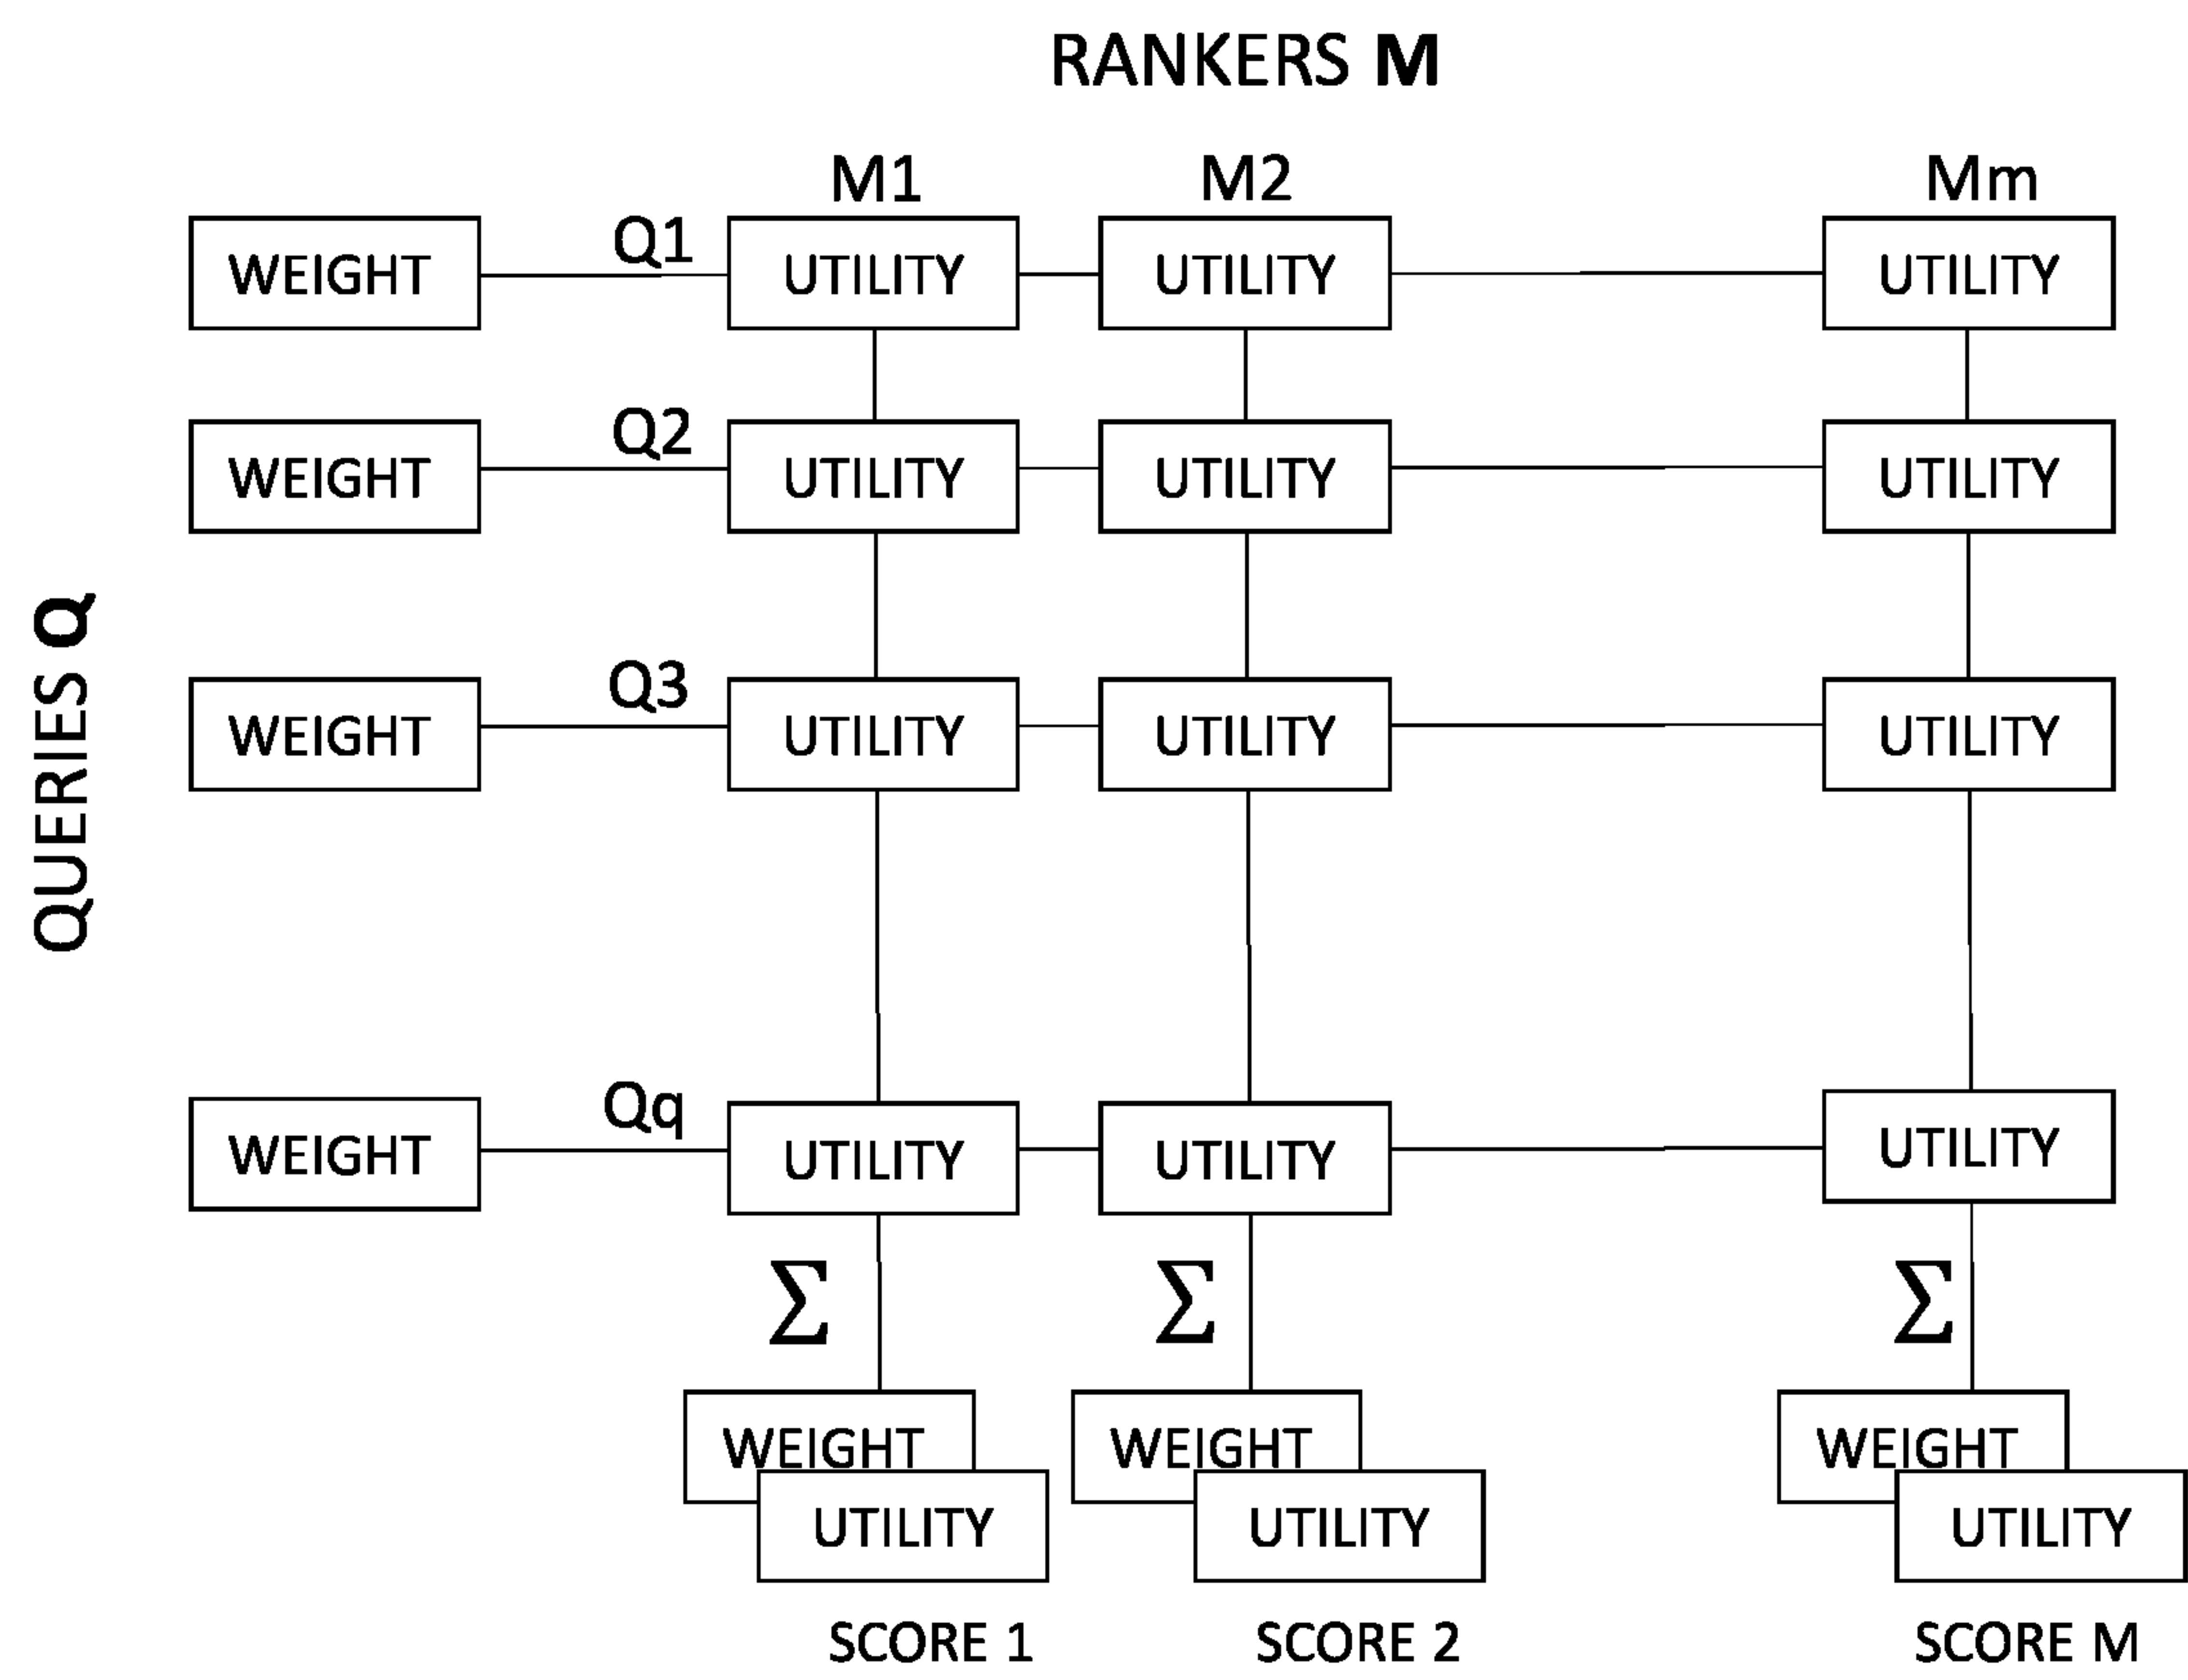 RANKERS M
M1 M2 Mm
Q1
WEIGHT UTILITY UTILITY UTILITY
Q2
WEIGHT UTILITY UTILITY UTILITY
QUERIES Q
Q3
WEIGHT UTILITY UTILITY UTILITY
Qq
WEIGHT UTILITY UTILITY UTILITY
Σ Σ Σ
WEIGHT WEIGHT WEIGHT
UTILITY UTILITY UTILITY
SCORE 1 SCORE 2 SCORE M